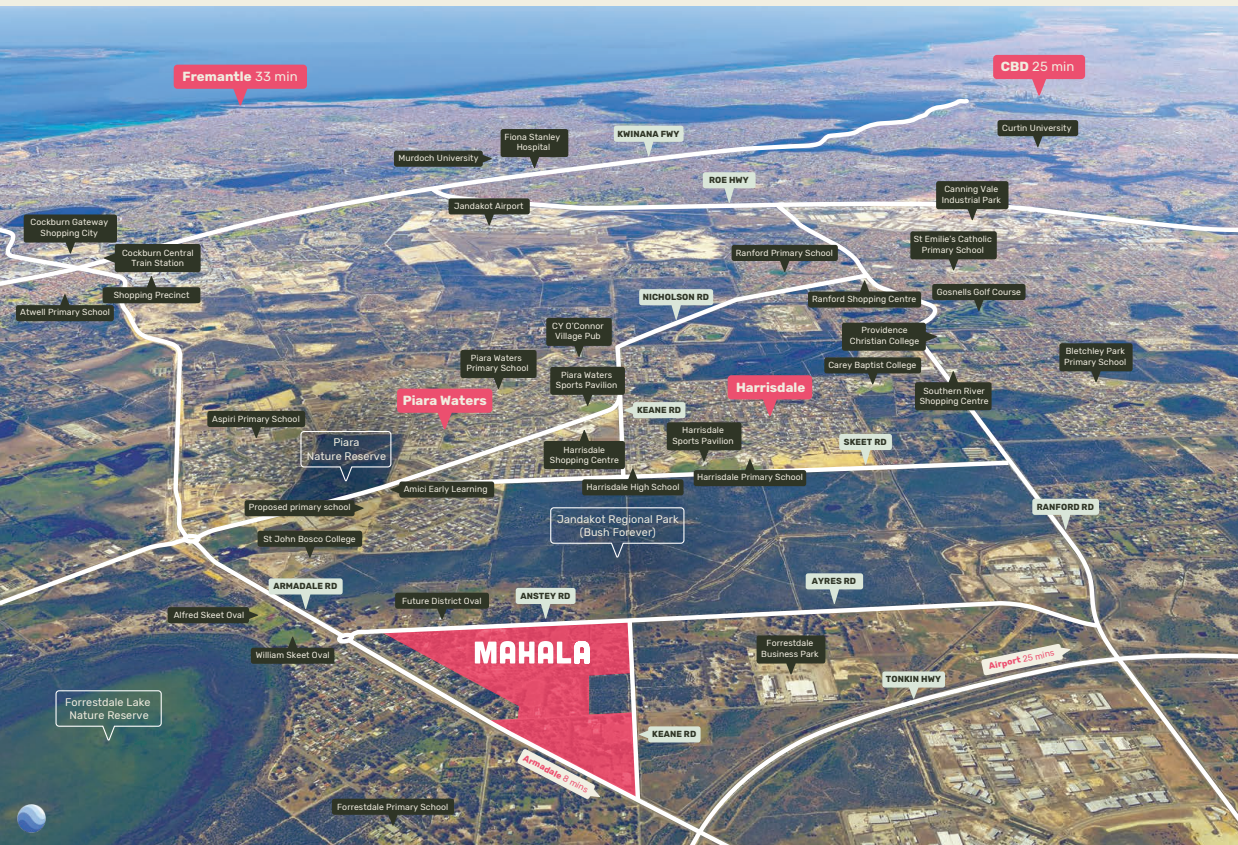 Fremantle 33 min
CBD 25 min
Curtin University
KWINANA FWY
Fiona Stanley
Hospital
Murdoch University
ROE HWY
Canning Vale
Industrial Park
Jandakot Airport
Cockburn Gateway
Shopping City
Cockburn Central
Train Station
St Emilie's Catholic
Primary School
Ranford Primary School
Shopping Precinct
Atwell Primary School
NICHOLSON RD
Ranford Shopping Centre
Gosnells Golf Course
CY O'Connor
Village Pub
Providence
Christian College
Piara Waters
Primary School
Piara Waters
Sports Pavilion
Carey Baptist College
Bletchley Park
Primary School
Piara Waters
Harrisdale
Southern River
Shopping Centre
KEANE RD
Aspiri Primary School
Piara
Nature Reserve
Harrisdale
Shopping Centre
Harrisdale
Sports Pavilion
SKEET RD
Harrisdale Primary School
Amici Early Learning
Harrisdale High School
Proposed primary school
RANFORD RD
Jandakot Regional Park
(Bush Forever)
St John Bosco College
ARMADALE RD
ANSTEY RD
AYRES RD
Future District Oval
Alfred Skeet Oval
William Skeet Oval
MAHALA
Forrestdale
Business Park
Airport 25 mins
TONKIN HWY
Forrestdale Lake
Nature Reserve
KEANE RD
Armadale 8 mins
Forrestdale Primary School